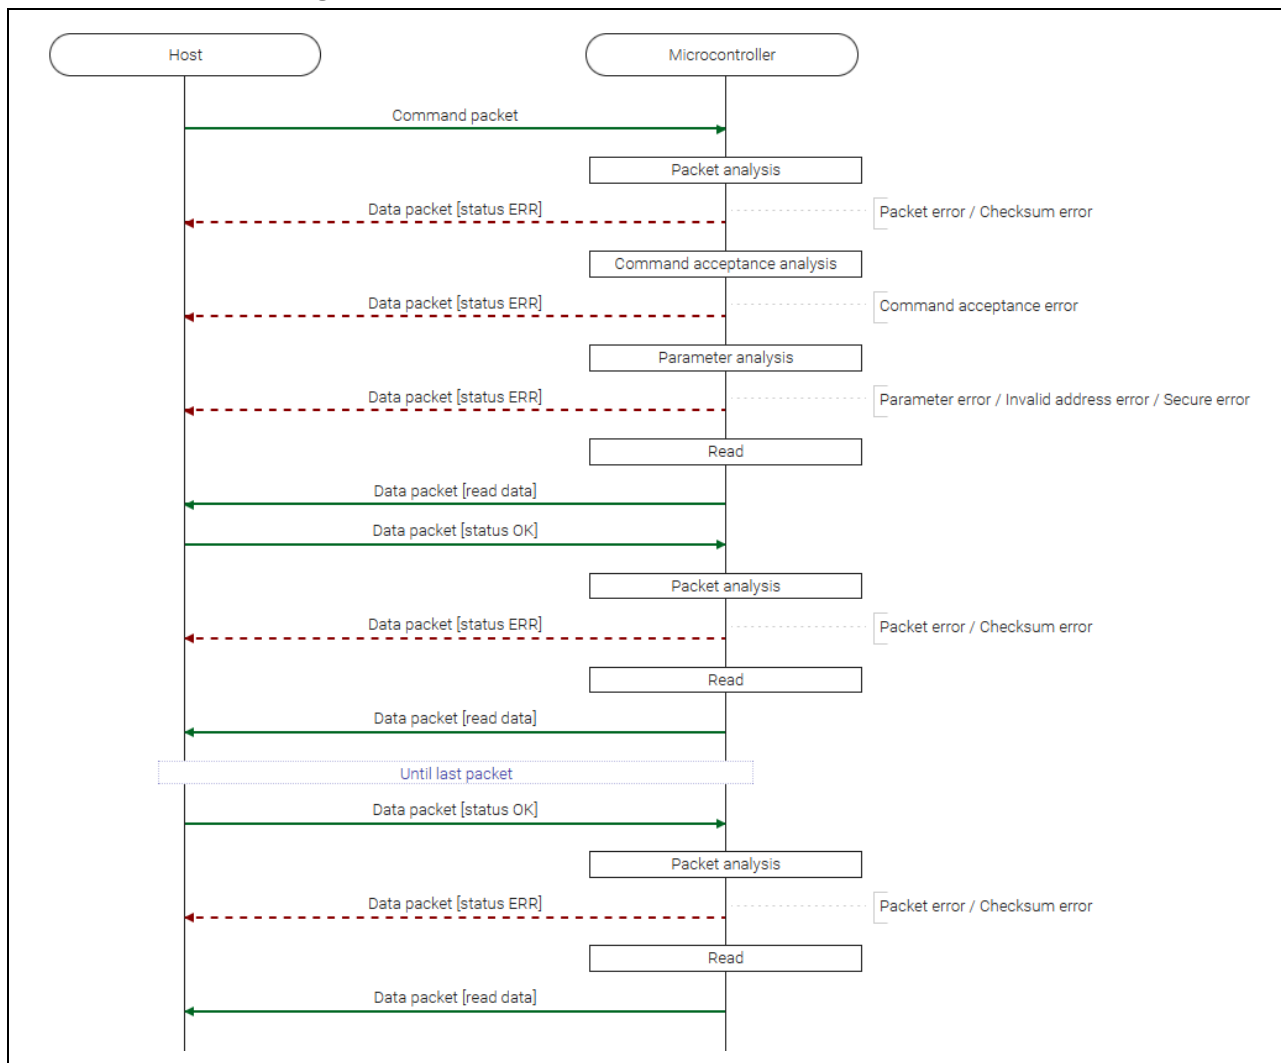 Host
Microcontroller
Command packet
Packet analysis
Data packet [status ERR]
Packet error / Checksum error
Command acceptance analysis
Data packet [status ERR]
Command acceptance error
Parameter analysis
Data packet [status ERR]
Parameter error / Invalid address error / Secure error
Read
Data packet [read data]
Data packet [status OK]
Packet analysis
Data packet [status ERR]
Packet error / Checksum error
Read
Data packet [read data]
Until last packet
Data packet [status OK]
Packet analysis
Data packet [status ERR]
Packet error / Checksum error
Read
Data packet [read data]